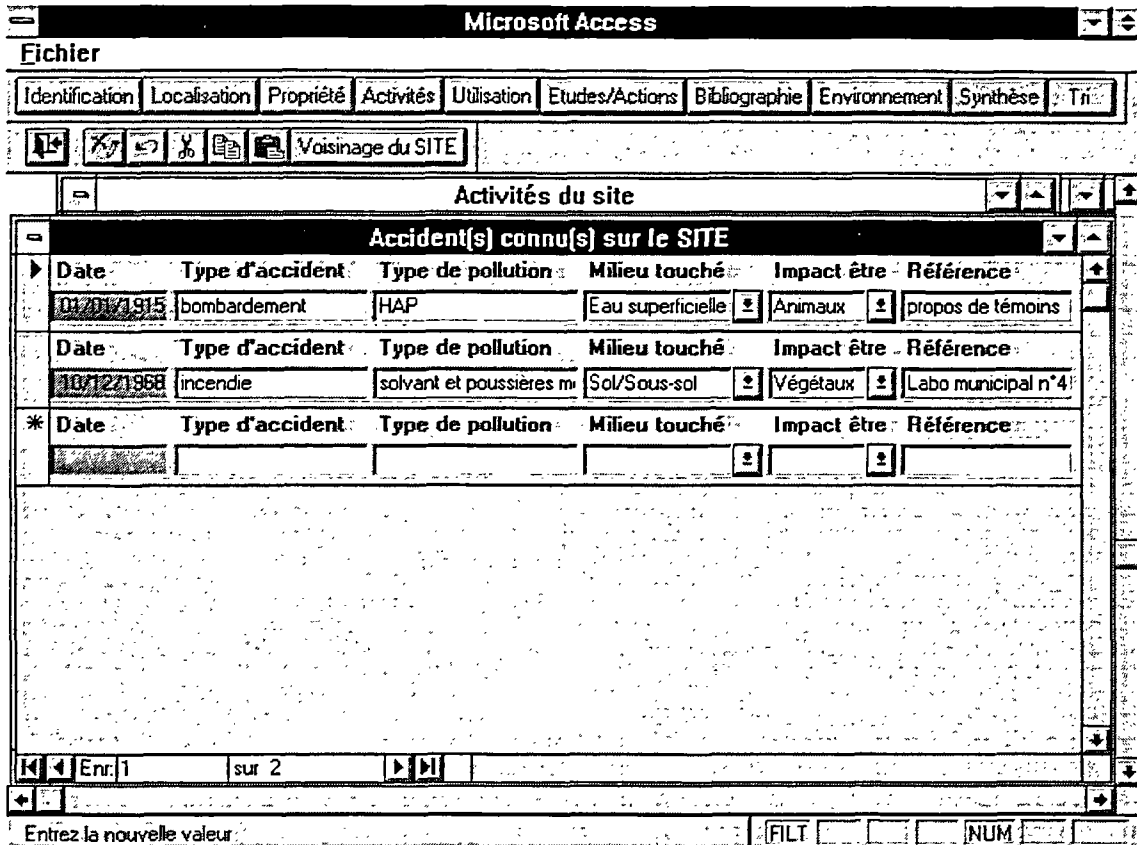 Microsoft Access
Fichier
Identification Localisation Propriété Activités Utilisation Etudes/Actions Bibliographie Environnement Synthèse Tri
Voisinage du SITE
Activités du site
Accident(s) connu(s) sur le SITE
Date Type d'accident Type de pollution Milieu touché Impact être Référence
01/01/1915 bombardement HAP Eau superficielle Animaux propos de témoins
Date Type d'accident Type de pollution Milieu touché Impact être Référence
10/12/1968 incendie solvant et poussières Sol/Sous-sol Végétaux Labo municipal
Date Type d'accident Type de pollution Milieu touché Impact être Référence
Enr: 1 sur 2
Entrez la nouvelle valeur FILT NUM